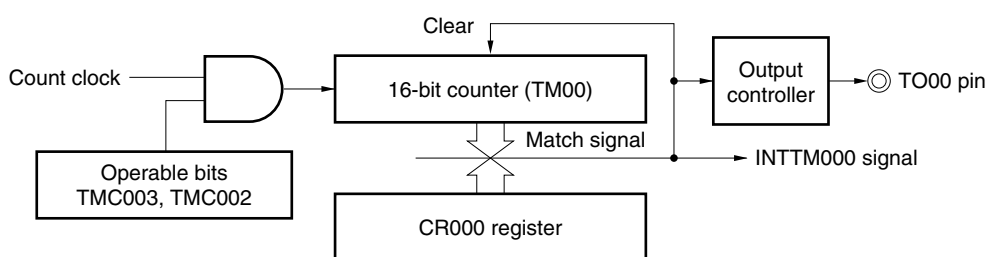 Clear
Count clock
16-bit counter (TM00)
Output
controller
TO00 pin
Match signal
INTTM000 signal
Operable bits
TMC003, TMC002
CR000 register